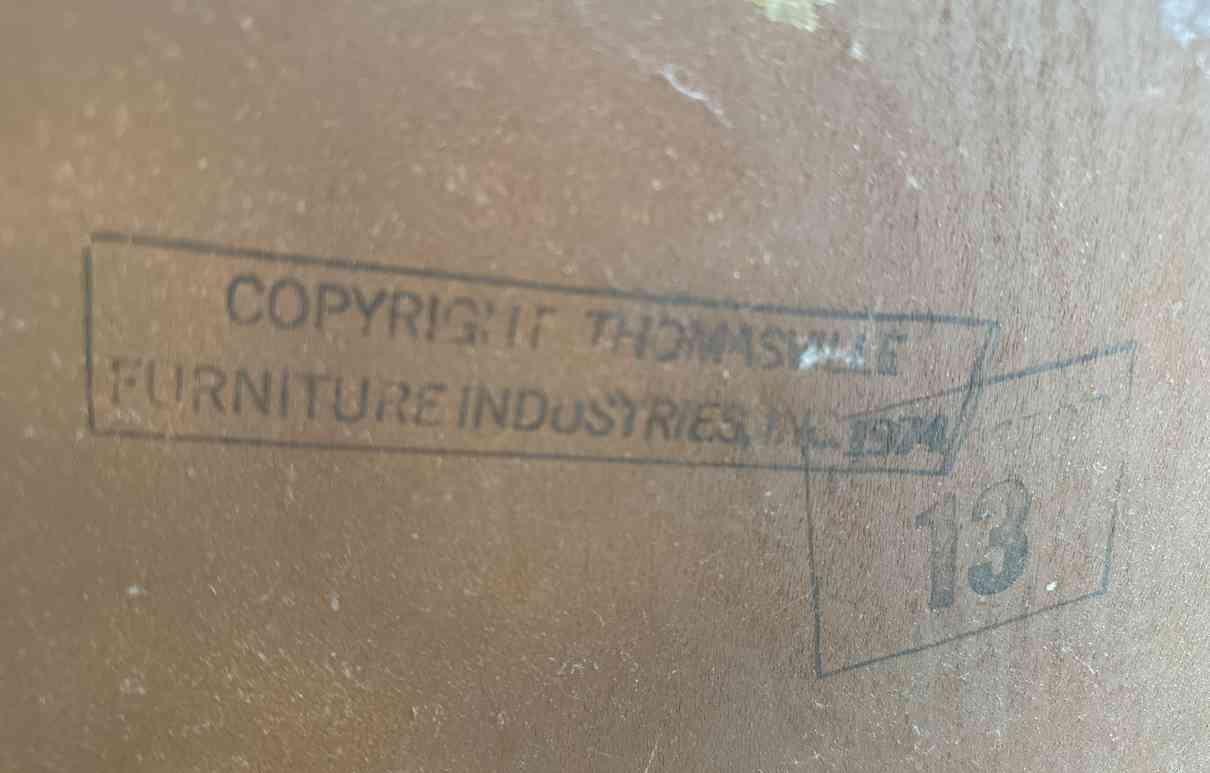 COPYRIGHT THOMASVILLE
FURNITURE INDUSTRIES, INC. 1974
13